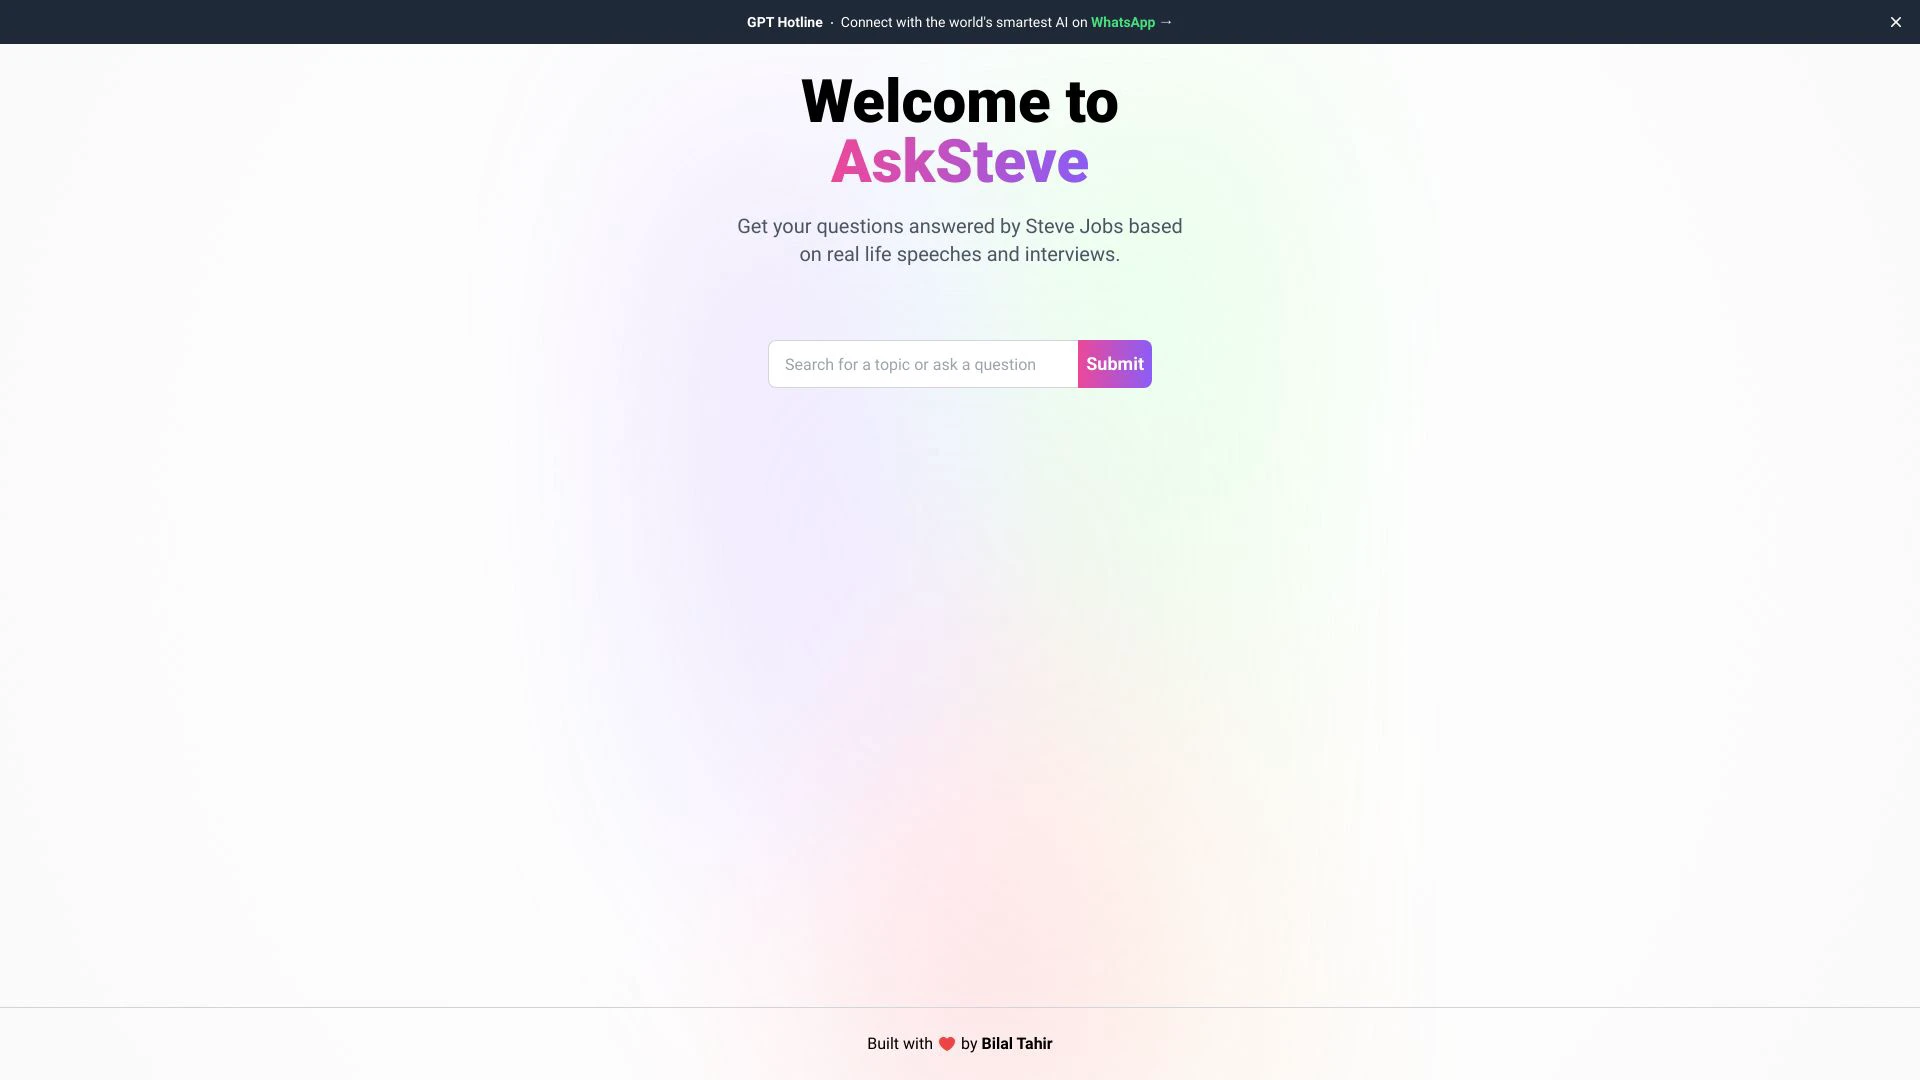 GPT Hotline · Connect with the world's smartest AI on WhatsApp →
Welcome to
AskSteve
Get your questions answered by Steve Jobs based
on real life speeches and interviews.
Search for a topic or ask a question
Submit
Built with ❤️ by Bilal Tahir